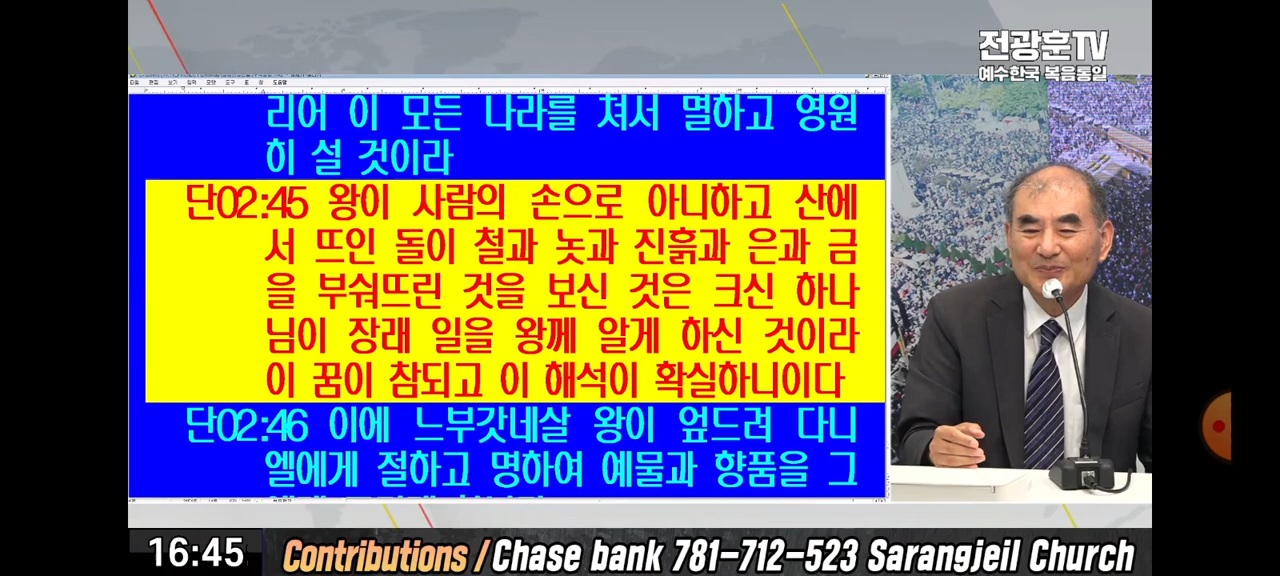 전광훈TV
예수한국 복음통일
리어 이 모든 나라를 쳐서 멸하고 영원
히 설 것이라
단02:45 왕이 사람의 손으로 아니하고 산에
서 뜨인 돌이 철과 놋과 진흙과 은과 금
을 부숴뜨린 것을 보신 것은 크신 하나
님이 장래 일을 왕께 알게 하신 것이라
이 꿈이 참되고 이 해석이 확실하니이다
단02:46 이에 느부갓네살 왕이 엎드려 다니
엘에게 절하고 명하여 예물과 향품을 그
16:45 Contributions / Chase bank 781-712-523 Sarangjeil Church